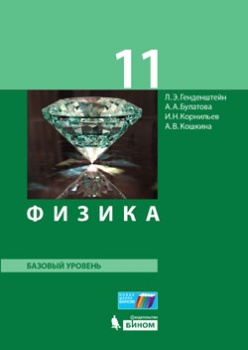 11
Л.Э.Генденштейн
А.А.Булатова
И.Н.Корнильев
А.В.Кошкина
ФИЗИКА
БАЗОВЫЙ УРОВЕНЬ
Издательство
БИНОМ